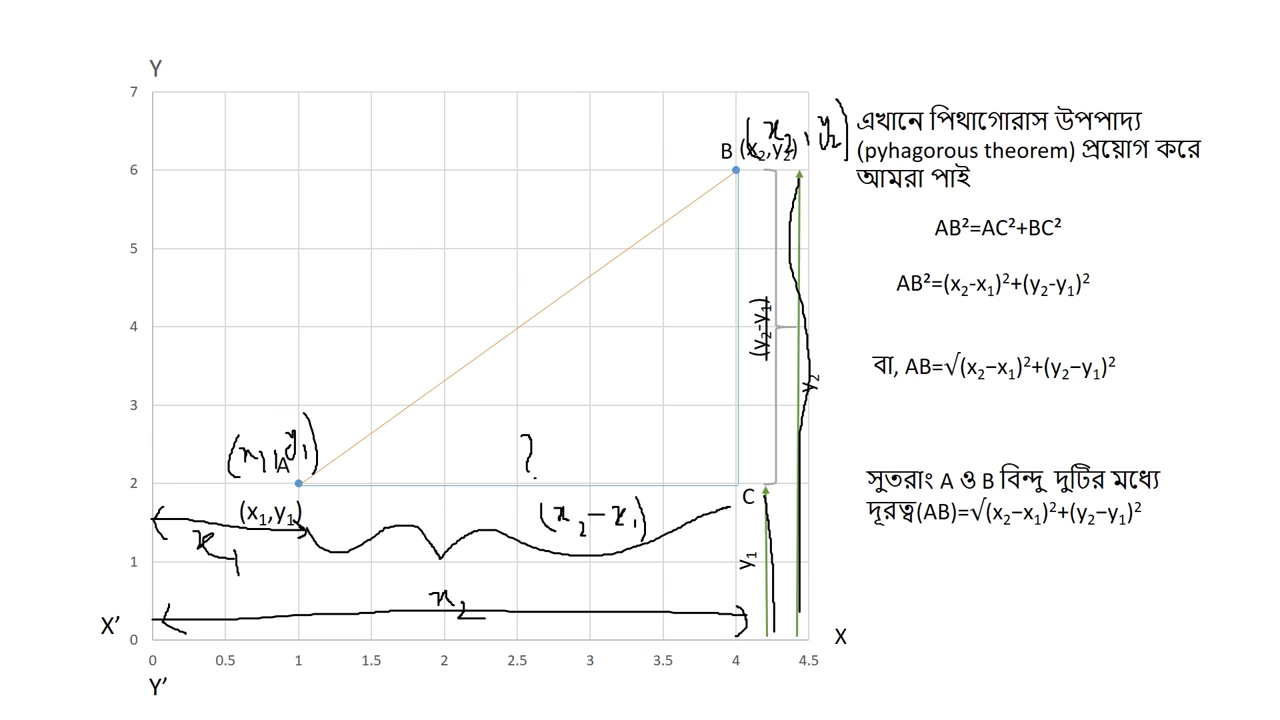 Y
7
6
5
4
3
2
1
0
0
0.5
1
1.5
2
2.5
3
3.5
4
4.5
X’
X
Y’
B (x₂,y₂)
(x₂, y₂)
(x₁, y₁)
A
(x₁,y₁)
?
C
(x₂ − x₁)
x₁
x₂
(y₂-y₁)
y₂
y₁
এখানে পিথাগোরাস উপপাদ্য
(pyhagorous theorem) প্রয়োগ করে
আমরা পাই
AB²=AC²+BC²
AB²=(x₂-x₁)²+(y₂-y₁)²
বা, AB=√(x₂−x₁)²+(y₂−y₁)²
সুতরাং A ও B বিন্দু দুটির মধ্যে
দূরত্ব(AB)=√(x₂−x₁)²+(y₂−y₁)²